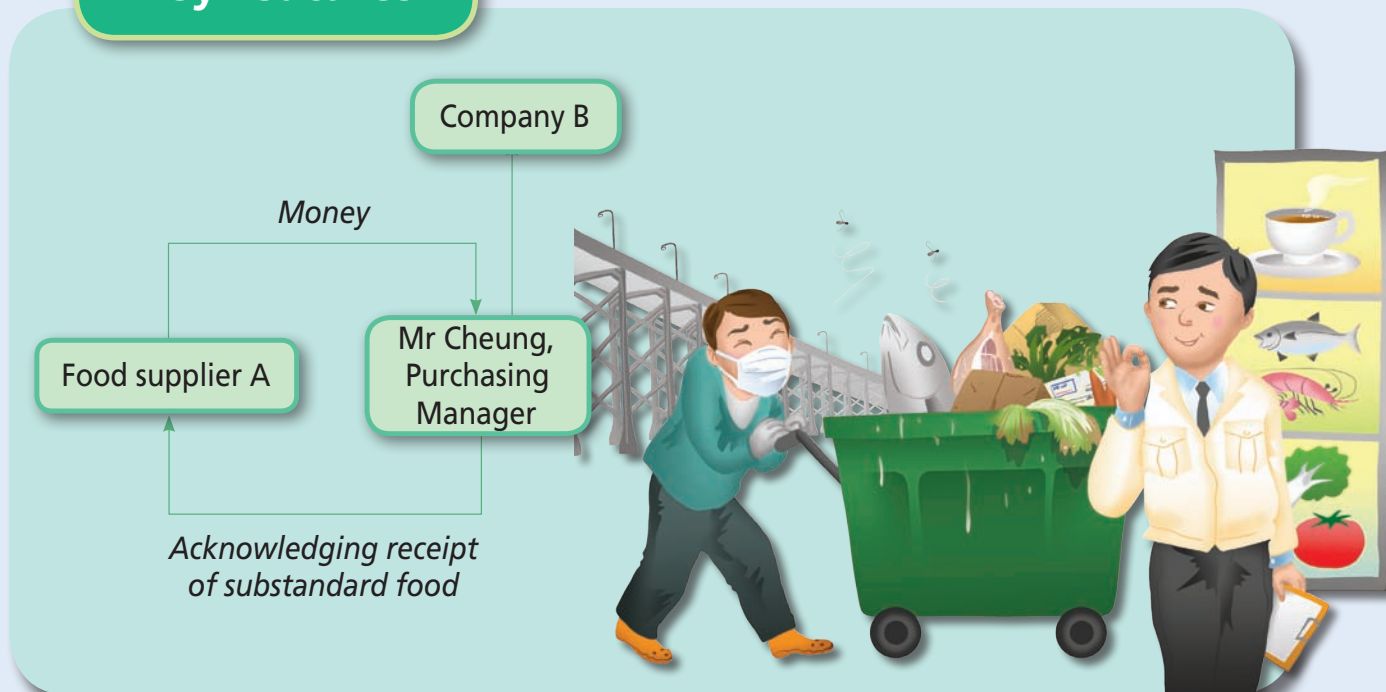 Company B
Money
Food supplier A
Mr Cheung,
Purchasing
Manager
Acknowledging receipt
of substandard food